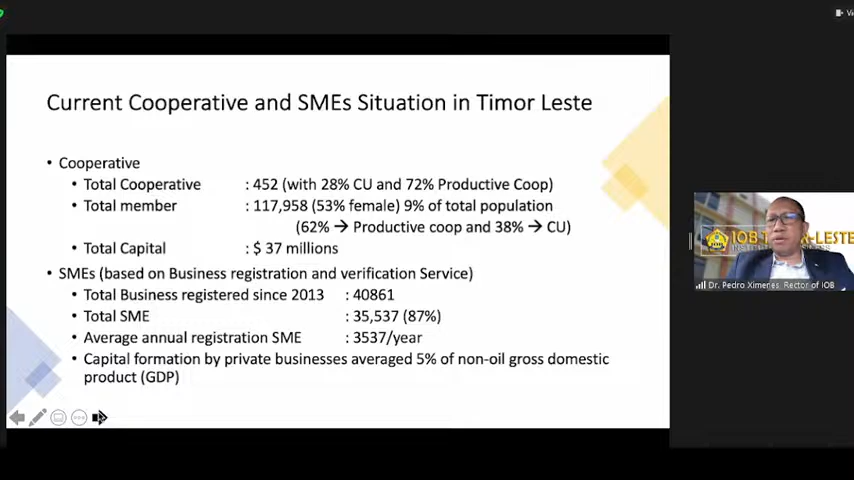 Current Cooperative and SMEs Situation in Timor Leste
• Cooperative
• Total Cooperative : 452 (with 28% CU and 72% Productive Coop)
• Total member : 117,958 (53% female) 9% of total population
(62% → Productive coop and 38% → CU)
• Total Capital : $ 37 millions
• SMEs (based on Business registration and verification Service)
• Total Business registered since 2013 : 40861
• Total SME : 35,537 (87%)
• Average annual registration SME : 3537/year
• Capital formation by private businesses averaged 5% of non-oil gross domestic
product (GDP)
IOB T R-LESTE
Dr. Pedro Ximenes_Rector of IOB